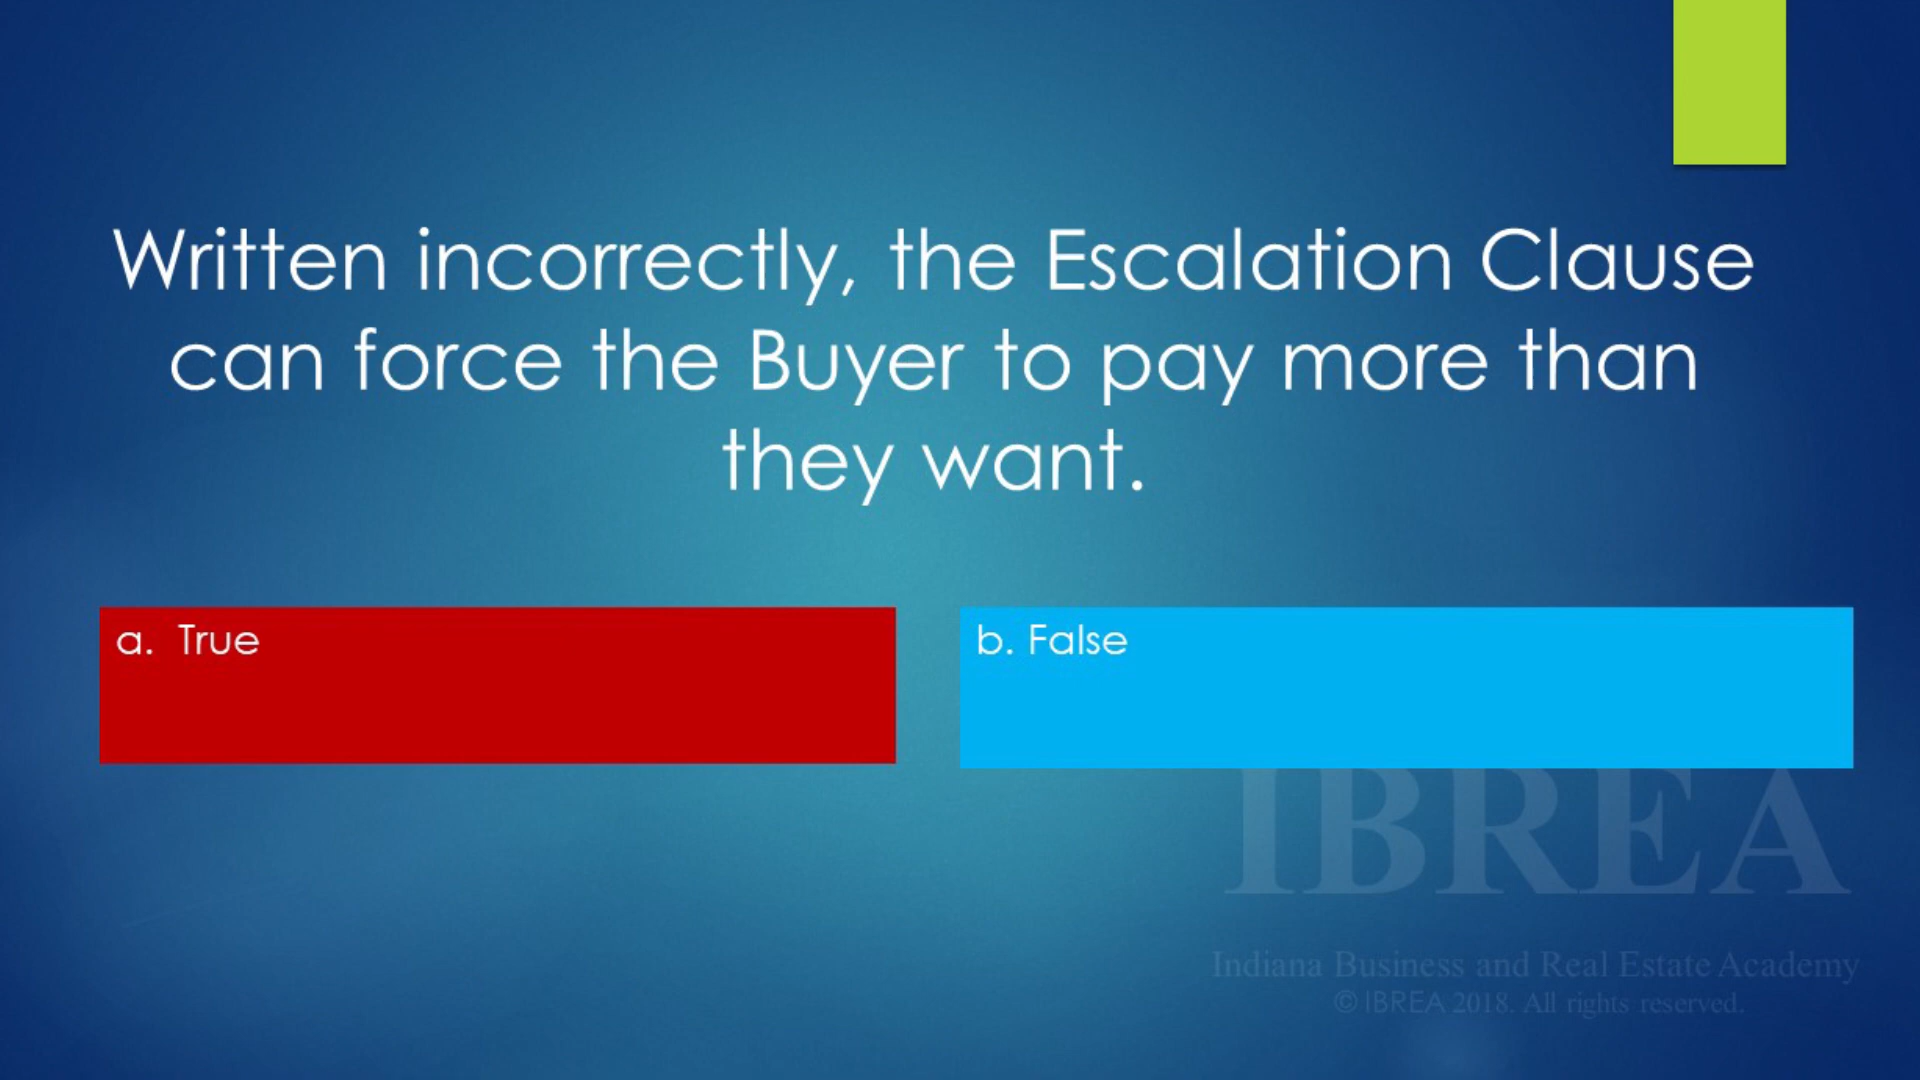 Written incorrectly, the Escalation Clause
can force the Buyer to pay more than
they want.
a. True
b. False
IBREA
Indiana Business and Real Estate Academy
© IBREA 2018. All rights reserved.